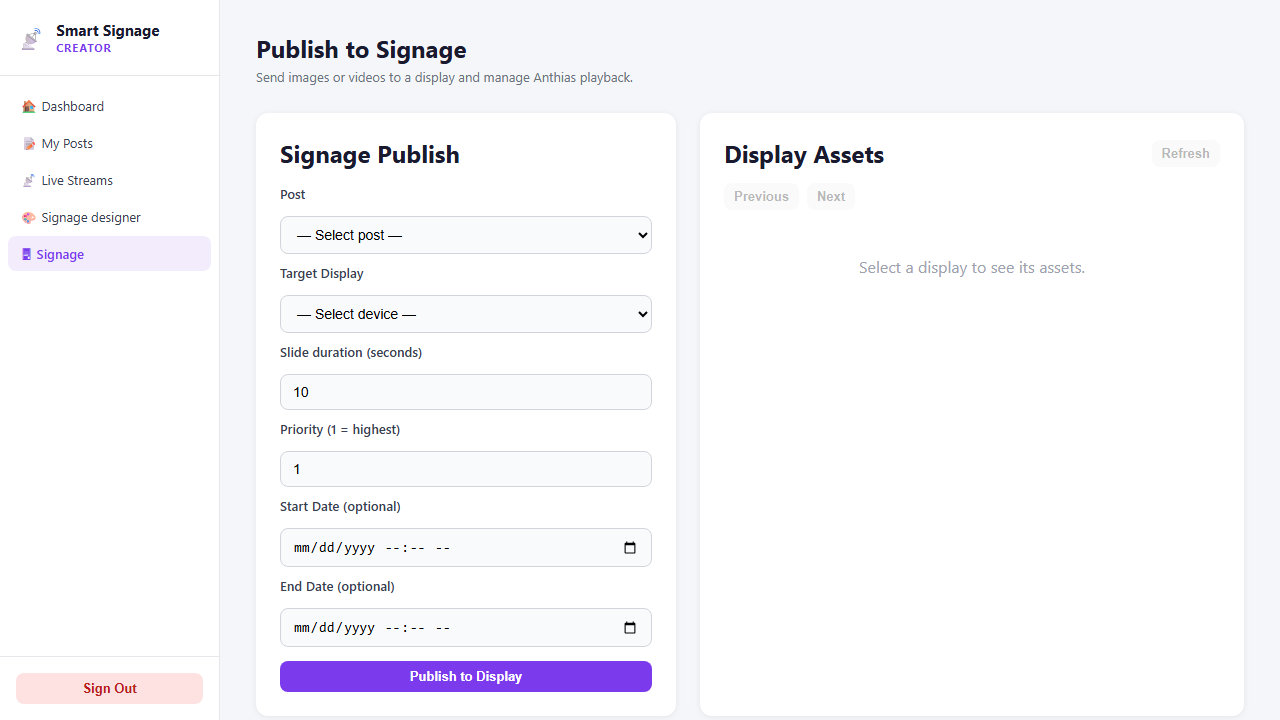 Smart Signage
CREATOR
Dashboard
My Posts
Live Streams
Signage designer
Signage
Sign Out
Publish to Signage
Send images or videos to a display and manage Anthias playback.
Signage Publish
Post
— Select post —
Target Display
— Select device —
Slide duration (seconds)
10
Priority (1 = highest)
1
Start Date (optional)
mm/dd/yyyy --:-- --
End Date (optional)
mm/dd/yyyy --:-- --
Publish to Display
Display Assets
Refresh
Previous Next
Select a display to see its assets.